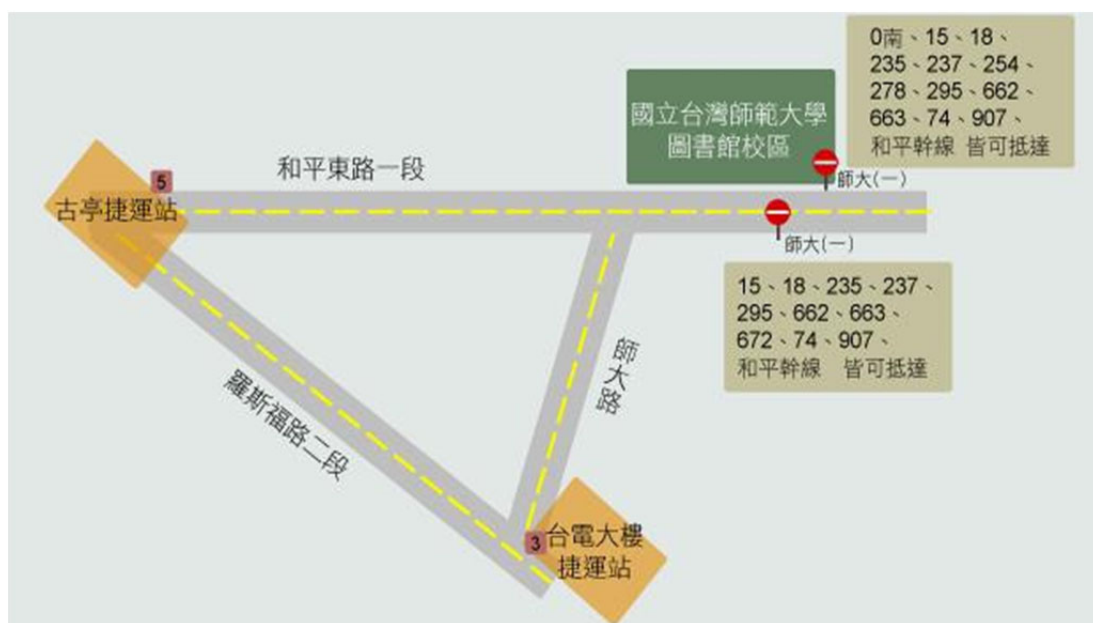 0南、15、18、
235、237、254、
278、295、662、
663、74、907、
和平幹線 皆可抵達
國立台灣師範大學
圖書館校區
和平東路一段
5
古亭捷運站
師大(一)
師大(一)
15、18、235、237、
295、662、663、
672、74、907、
和平幹線 皆可抵達
師大路
羅斯福路二段
3
台電大樓
捷運站